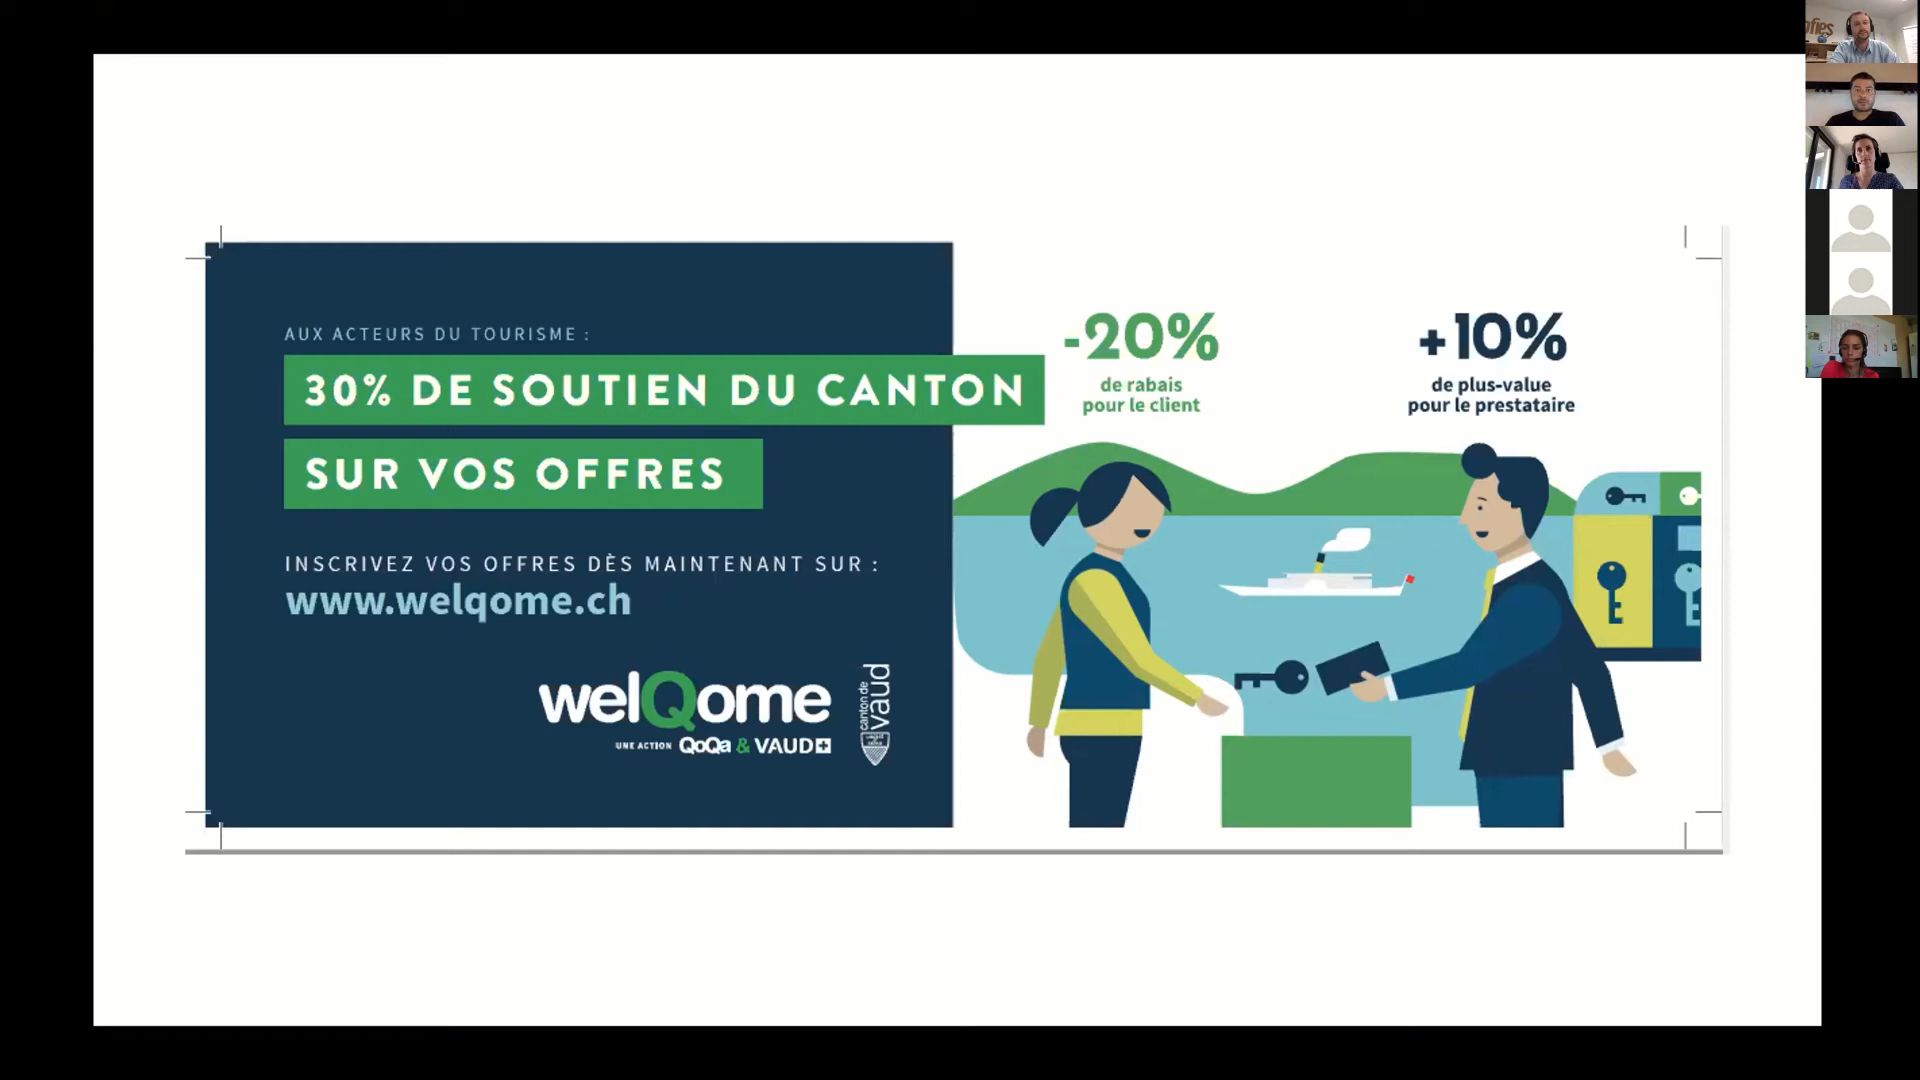 AUX ACTEURS DU TOURISME :
30% DE SOUTIEN DU CANTON
SUR VOS OFFRES
INSCRIVEZ VOS OFFRES DÈS MAINTENANT SUR :
www.welqome.ch
welQome
UNE ACTION QoQa & VAUD+
canton de
vaud
-20%
de rabais
pour le client
+10%
de plus-value
pour le prestataire
ofies